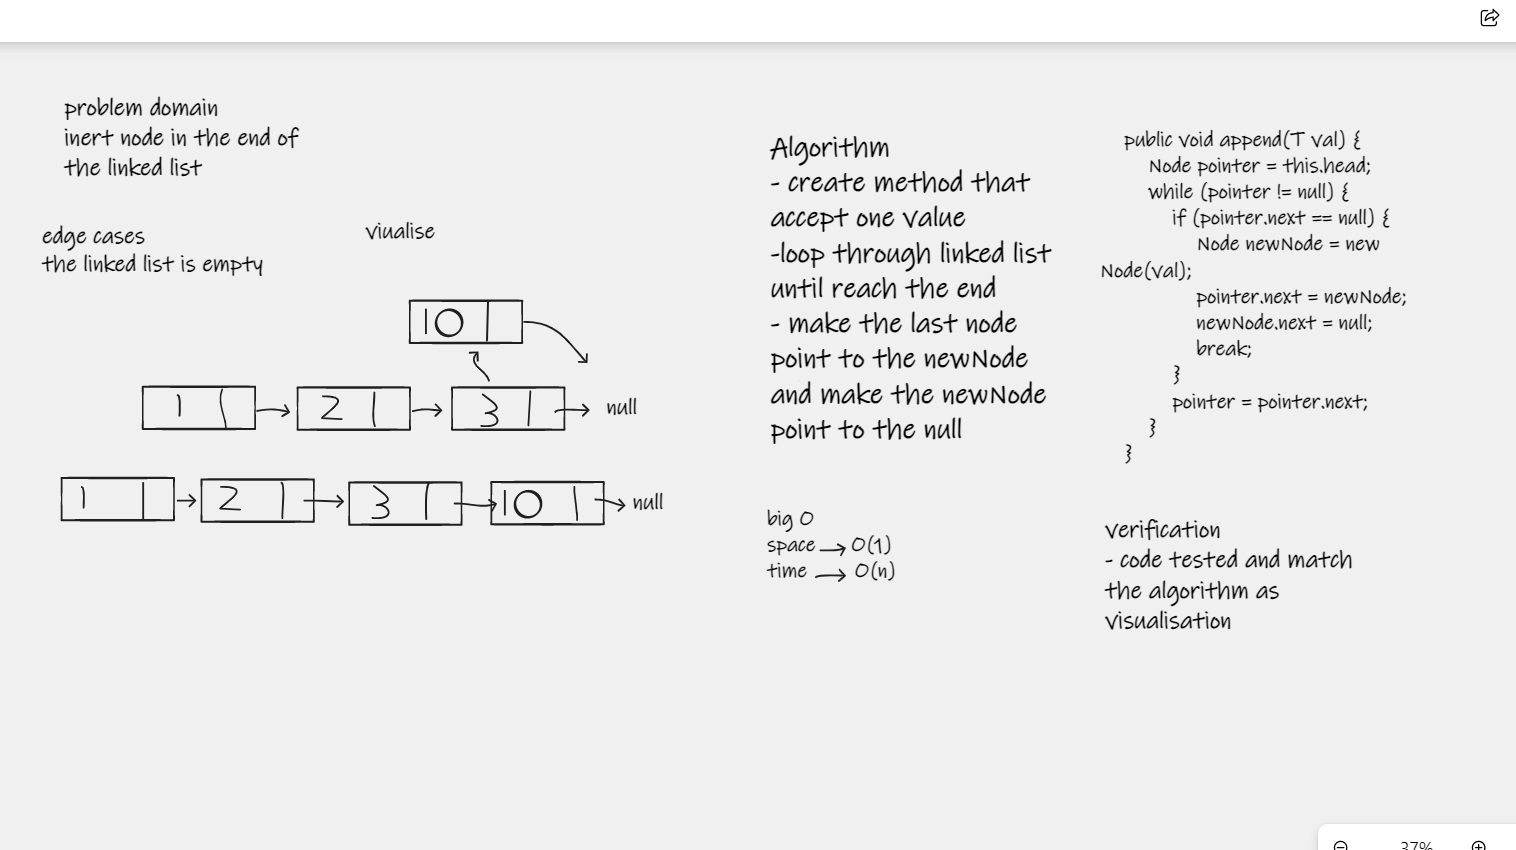 problem domain
inert node in the end of
the linked list
edge cases
the linked list is empty
viualise
10
1 2 3 null
1 2 3 10 null
Algorithm
- create method that
accept one value
-loop through linked list
until reach the end
- make the last node
point to the newNode
and make the newNode
point to the null
big O
space → O(1)
time → O(n)
public void append(T val) {
Node pointer = this.head;
while (pointer != null) {
if (pointer.next == null) {
Node newNode = new
Node(val);
pointer.next = newNode;
newNode.next = null;
break;
}
pointer = pointer.next;
}
}
verification
- code tested and match
the algorithm as
visualisation
37%